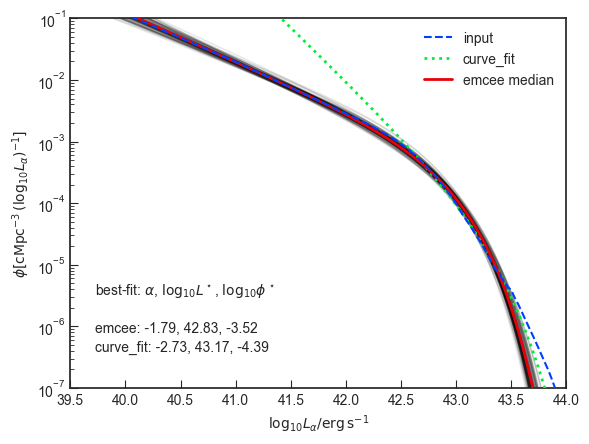 10⁻¹
10⁻²
10⁻³
10⁻⁴
10⁻⁵
10⁻⁶
10⁻⁷
ϕ[cMpc⁻³ (log₁₀Lα)⁻¹]
input
curve_fit
emcee median
best-fit: α, log₁₀L⋆, log₁₀ϕ⋆
emcee: -1.79, 42.83, -3.52
curve_fit: -2.73, 43.17, -4.39
39.5 40.0 40.5 41.0 41.5 42.0 42.5 43.0 43.5 44.0
log₁₀Lα/erg s⁻¹